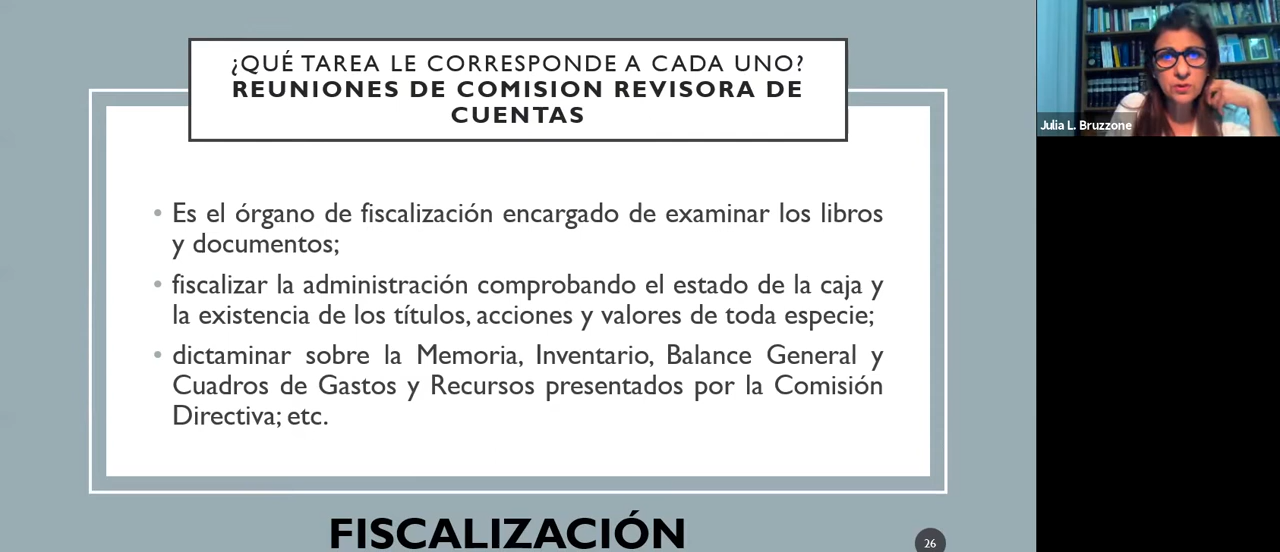 ¿QUÉ TAREA LE CORRESPONDE A CADA UNO?
REUNIONES DE COMISION REVISORA DE
CUENTAS
• Es el órgano de fiscalización encargado de examinar los libros
y documentos;
• fiscalizar la administración comprobando el estado de la caja y
la existencia de los títulos, acciones y valores de toda especie;
• dictaminar sobre la Memoria, Inventario, Balance General y
Cuadros de Gastos y Recursos presentados por la Comisión
Directiva; etc.
FISCALIZACIÓN
26
Julia L. Bruzzone